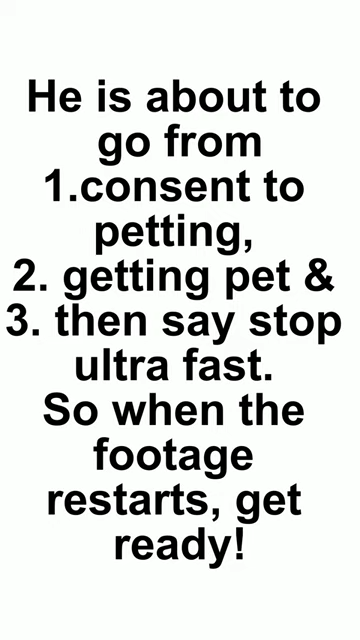 He is about to
go from
1.consent to
petting,
2. getting pet &
3. then say stop
ultra fast.
So when the
footage
restarts, get
ready!